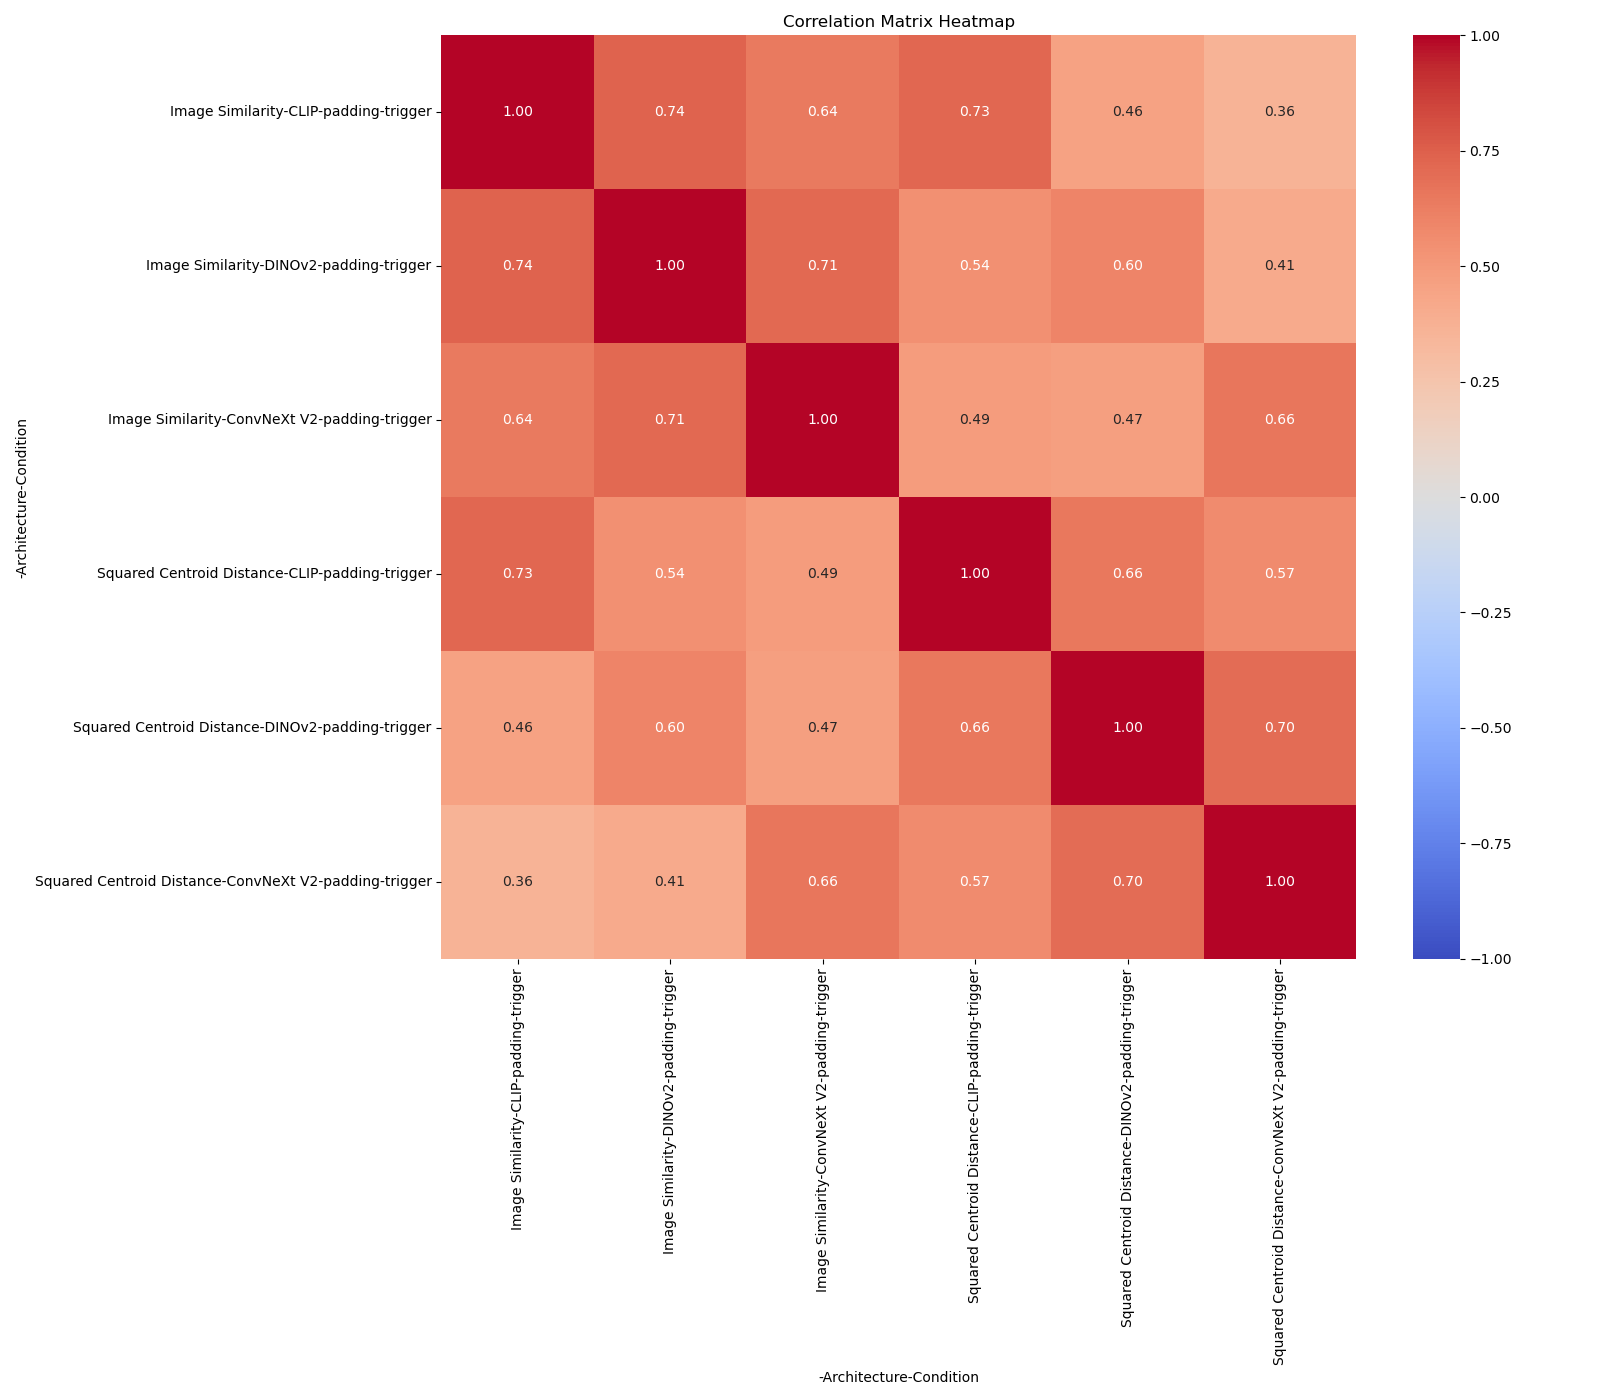 Correlation Matrix Heatmap
-Architecture-Condition
Image Similarity-CLIP-padding-trigger
1.00 0.74 0.64 0.73 0.46 0.36
Image Similarity-DINOv2-padding-trigger
0.74 1.00 0.71 0.54 0.60 0.41
Image Similarity-ConvNeXt V2-padding-trigger
0.64 0.71 1.00 0.49 0.47 0.66
Squared Centroid Distance-CLIP-padding-trigger
0.73 0.54 0.49 1.00 0.66 0.57
Squared Centroid Distance-DINOv2-padding-trigger
0.46 0.60 0.47 0.66 1.00 0.70
Squared Centroid Distance-ConvNeXt V2-padding-trigger
0.36 0.41 0.66 0.57 0.70 1.00
Image Similarity-CLIP-padding-trigger
Image Similarity-DINOv2-padding-trigger
Image Similarity-ConvNeXt V2-padding-trigger
Squared Centroid Distance-CLIP-padding-trigger
Squared Centroid Distance-DINOv2-padding-trigger
Squared Centroid Distance-ConvNeXt V2-padding-trigger
-Architecture-Condition
1.00
0.75
0.50
0.25
0.00
−0.25
−0.50
−0.75
−1.00